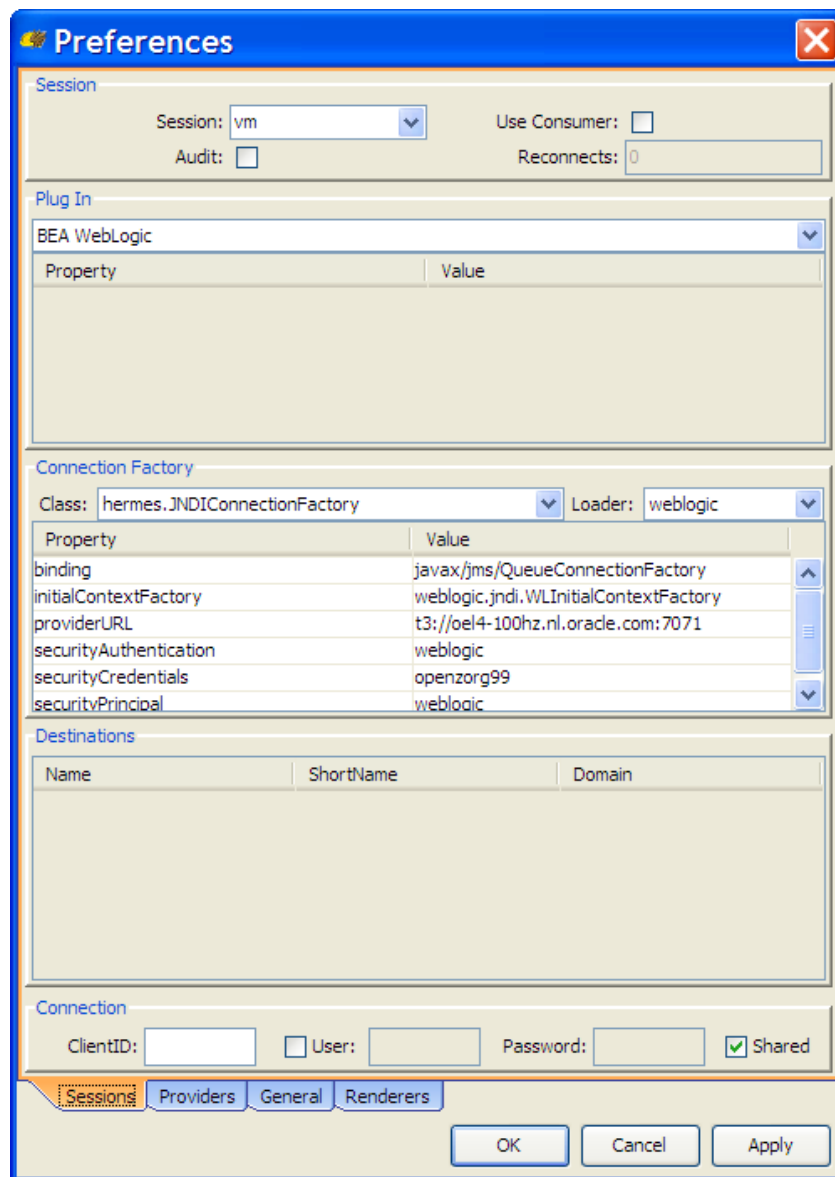 Preferences
Session
Session: vm Use Consumer:
Audit: Reconnects: 0
Plug In
BEA WebLogic
Property Value
Connection Factory
Class: hermes.JNDIConnectionFactory Loader: weblogic
Property Value
binding javax/jms/QueueConnectionFactory
initialContextFactory weblogic.jndi.WLInitialContextFactory
providerURL t3://oel4-100hz.nl.oracle.com:7071
securityAuthentication weblogic
securityCredentials openzorg99
securityPrincipal weblogic
Destinations
Name ShortName Domain
Connection
ClientID: User: Password: Shared
Sessions Providers General Renderers
OK Cancel Apply